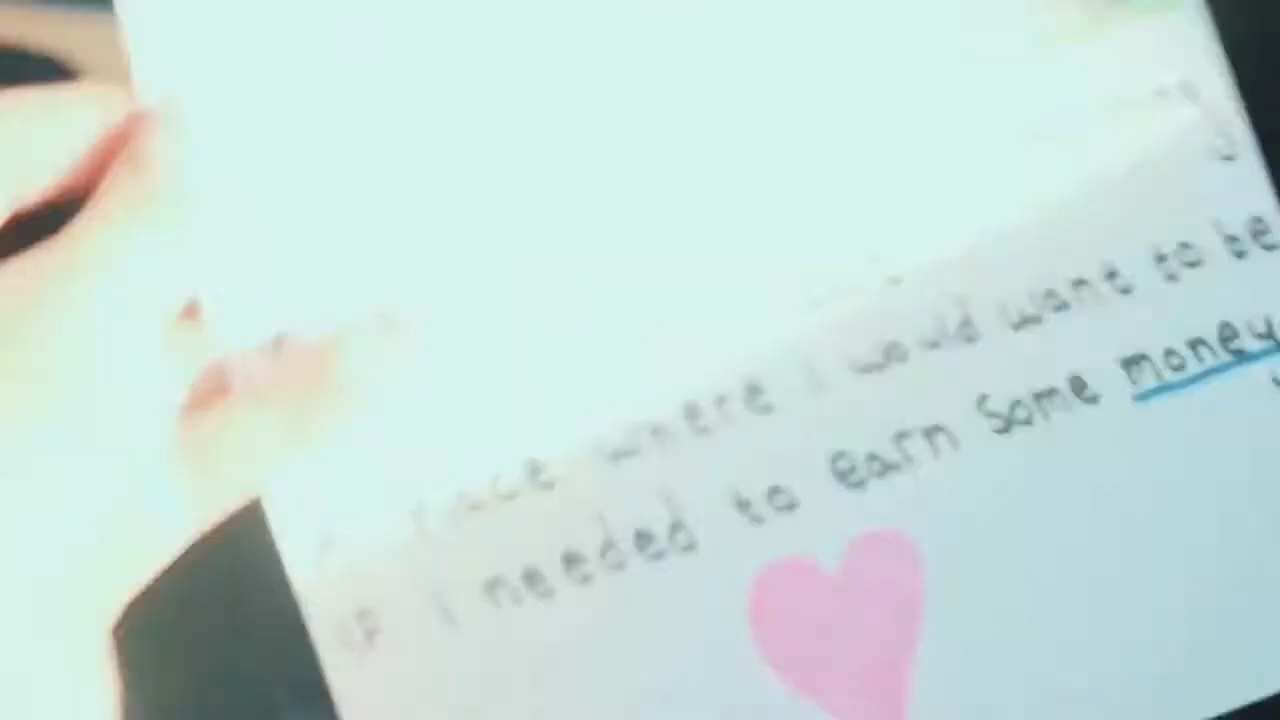 place where I would want to be
if I needed to earn some money